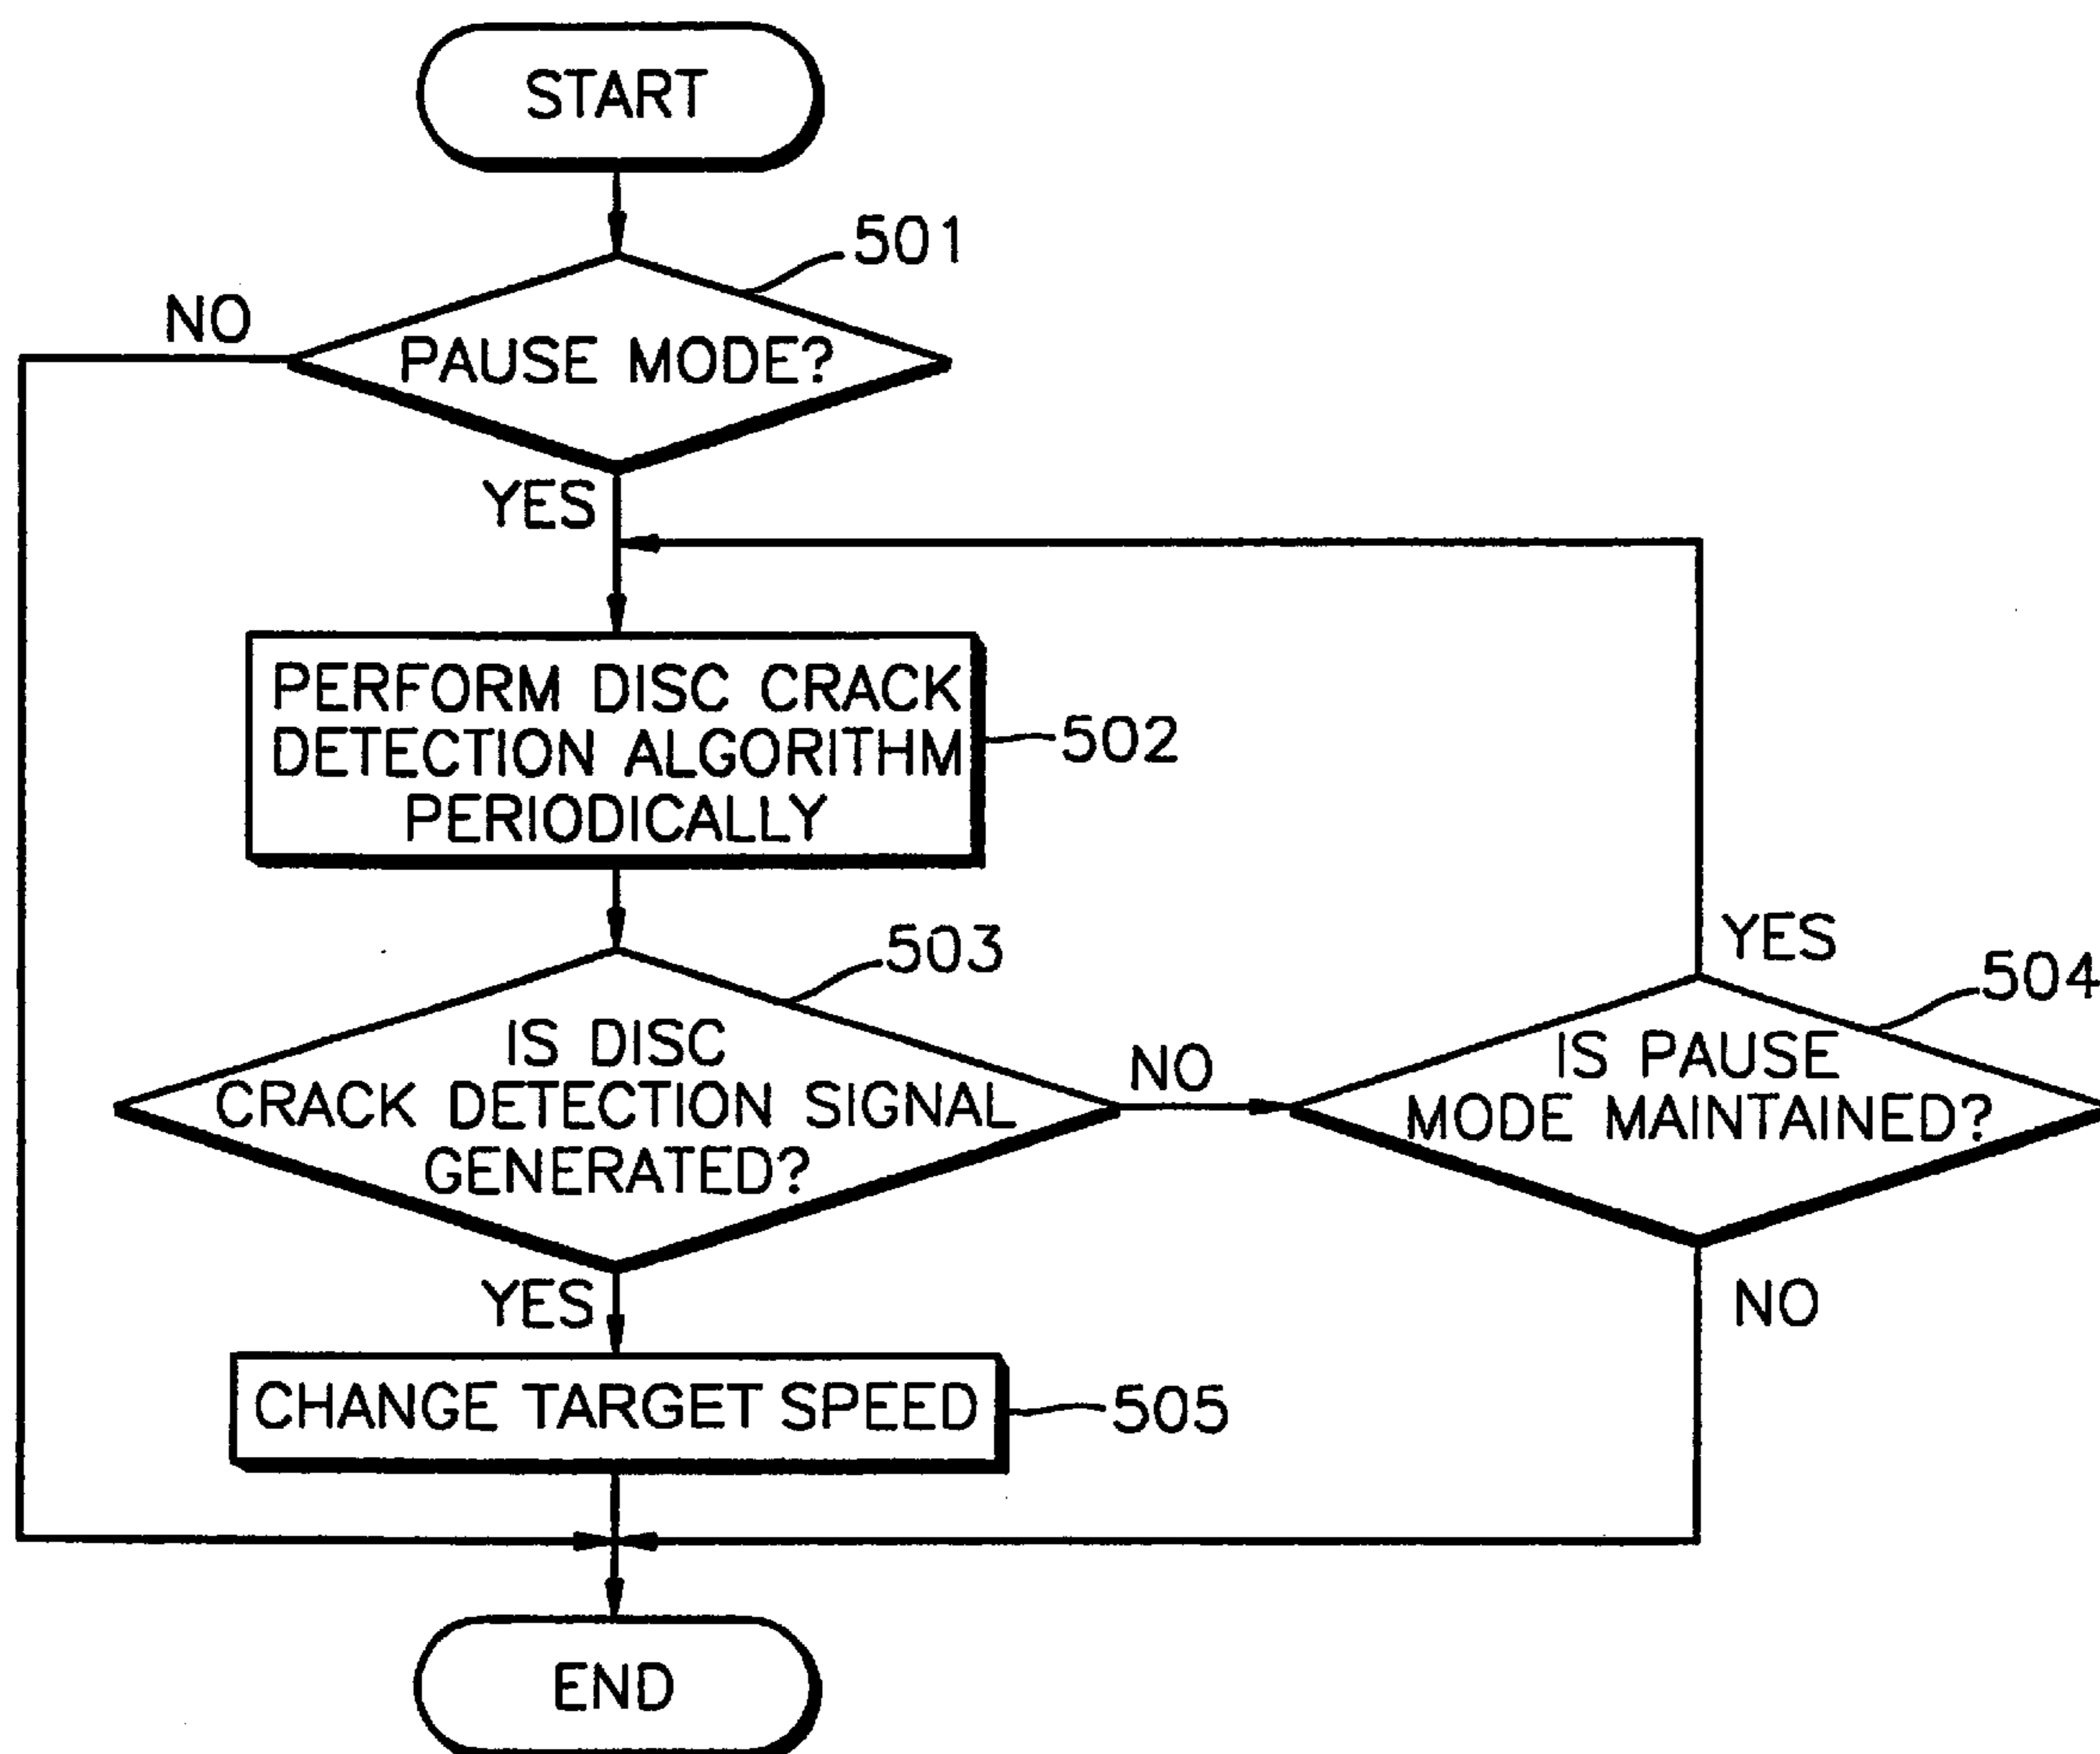 START
501
NO
PAUSE MODE?
YES
PERFORM DISC CRACK
DETECTION ALGORITHM
PERIODICALLY
502
503
IS DISC
CRACK DETECTION SIGNAL
GENERATED?
NO
YES
504
IS PAUSE
MODE MAINTAINED?
NO
YES
CHANGE TARGET SPEED
505
END